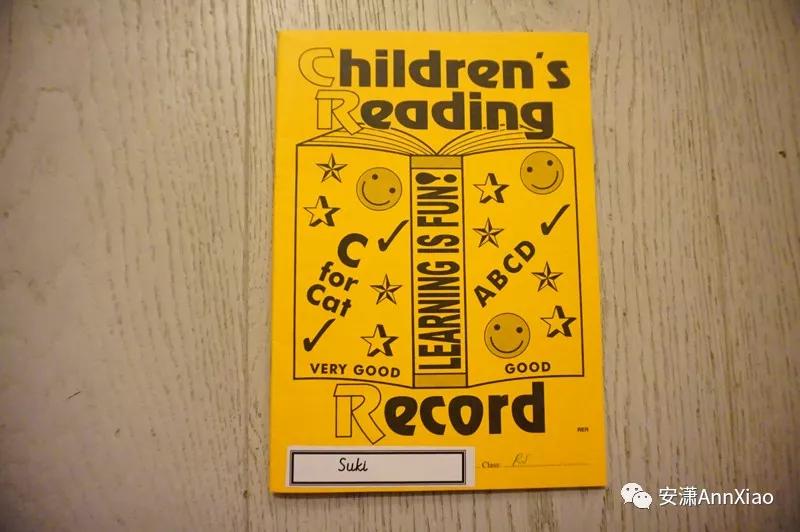 Children's
Reading
LEARNING IS FUN!
C
for
Cat
VERY GOOD
ABCD
GOOD
Record
RER
Suki
Class
安潇AnnXiao